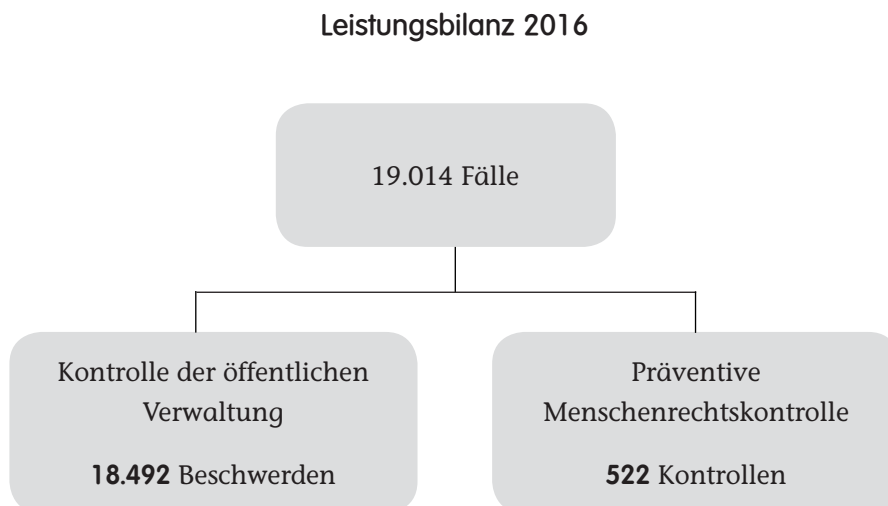 Leistungsbilanz 2016
19.014 Fälle
Kontrolle der öffentlichen
Verwaltung
18.492 Beschwerden
Präventive
Menschenrechtskontrolle
522 Kontrollen